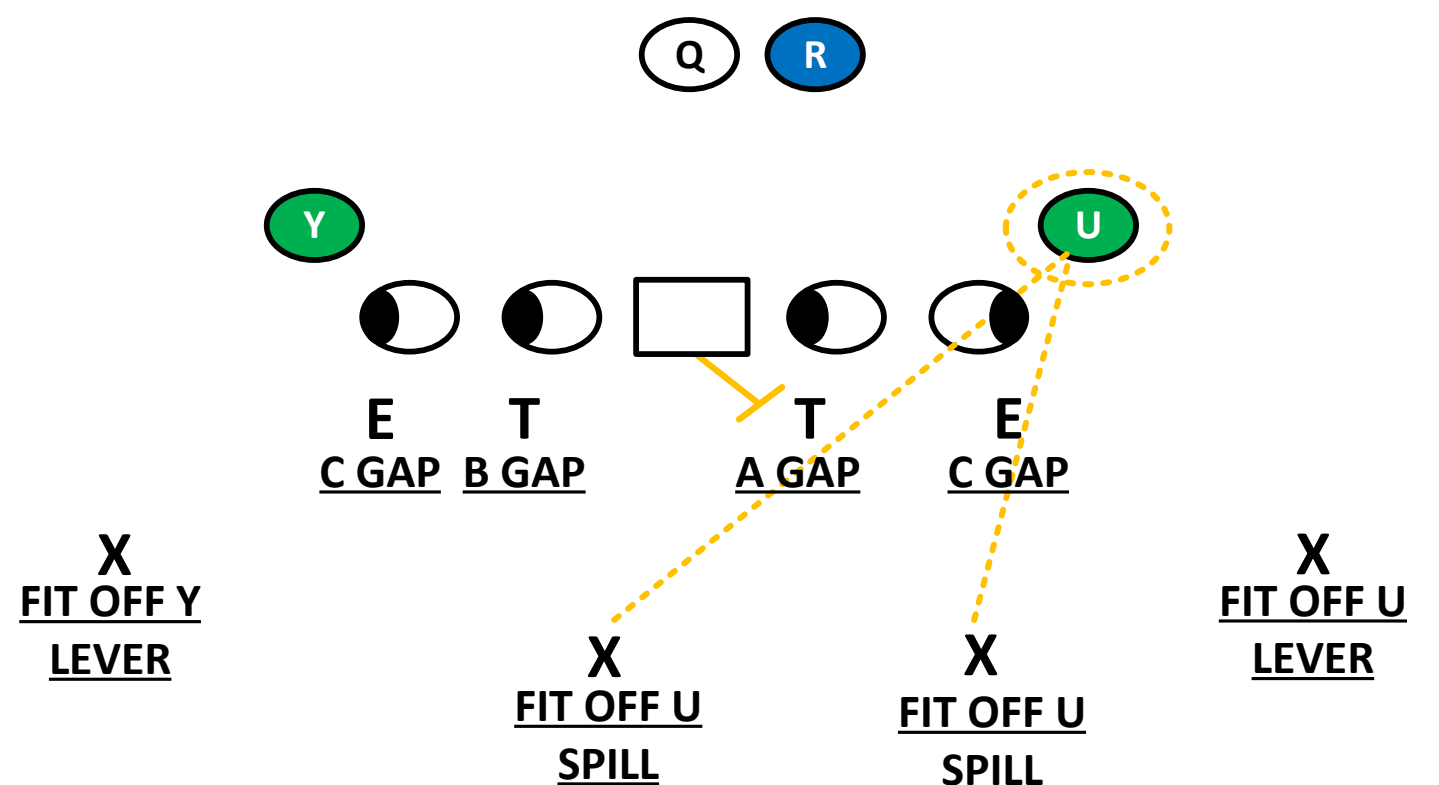 Q R
Y U
E T T E
C GAP B GAP A GAP C GAP
X X
FIT OFF Y FIT OFF U
LEVER LEVER
X X
FIT OFF U FIT OFF U
SPILL SPILL